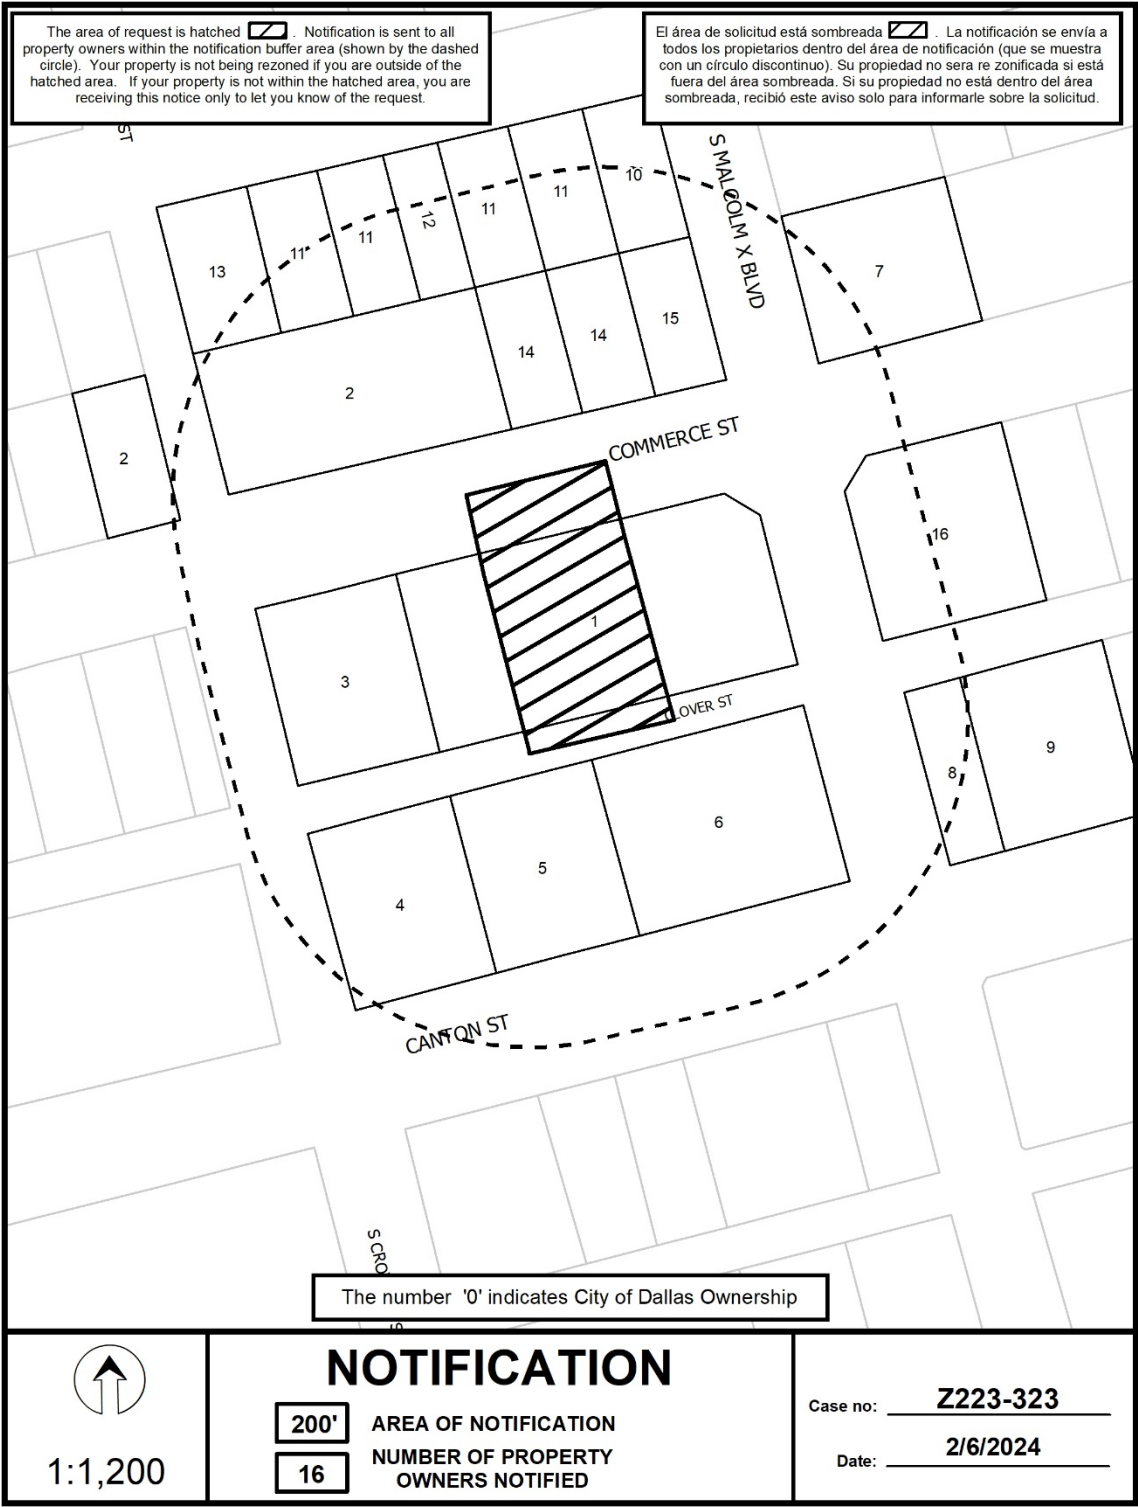 The area of request is hatched . Notification is sent to all
property owners within the notification buffer area (shown by the dashed
circle). Your property is not being rezoned if you are outside of the
hatched area. If your property is not within the hatched area, you are
receiving this notice only to let you know of the request.
El área de solicitud está sombreada . La notificación se envía a
todos los propietarios dentro del área de notificación (que se muestra
con un círculo discontinuo). Su propiedad no sera re zonificada si está
fuera del área sombreada. Si su propiedad no está dentro del área
sombreada, recibió este aviso solo para informarle sobre la solicitud.
ST
S MALCOLM X BLVD
10
11
11
12
11
11
13
7
15
14
14
2
2
COMMERCE ST
16
1
3
CLOVER ST
9
8
6
5
4
CANTON ST
S CRO
The number '0' indicates City of Dallas Ownership
1:1,200
NOTIFICATION
200' AREA OF NOTIFICATION
16 NUMBER OF PROPERTY
OWNERS NOTIFIED
Case no: Z223-323
Date: 2/6/2024